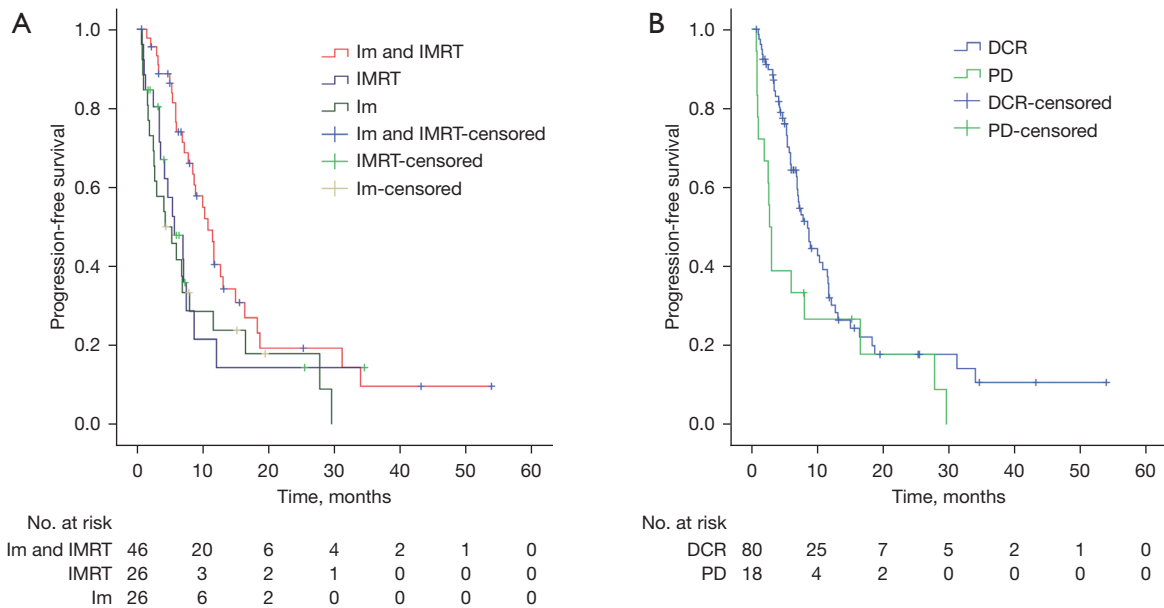 A
Progression-free survival
1.0
0.8
0.6
0.4
0.2
0.0
Im and IMRT
IMRT
Im
Im and IMRT-censored
IMRT-censored
Im-censored
0 10 20 30 40 50 60
Time, months
No. at risk
Im and IMRT 46 20 6 4 2 1 0
IMRT 26 3 2 1 0 0 0
Im 26 6 2 0 0 0 0
B
Progression-free survival
1.0
0.8
0.6
0.4
0.2
0.0
DCR
PD
DCR-censored
PD-censored
0 10 20 30 40 50 60
Time, months
No. at risk
DCR 80 25 7 5 2 1 0
PD 18 4 2 0 0 0 0